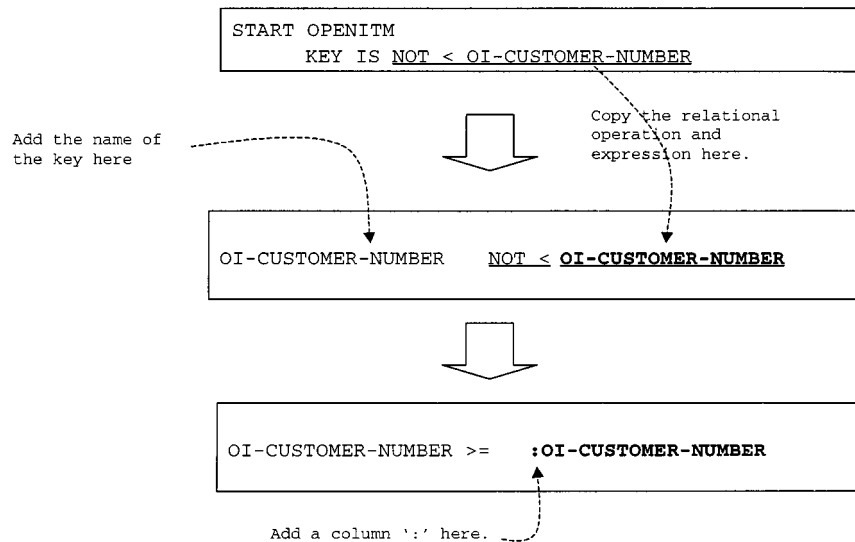 START OPENITM
KEY IS NOT < OI-CUSTOMER-NUMBER
Copy the relational
operation and
expression here.
Add the name of
the key here
OI-CUSTOMER-NUMBER NOT < OI-CUSTOMER-NUMBER
OI-CUSTOMER-NUMBER >= :OI-CUSTOMER-NUMBER
Add a column ':' here.